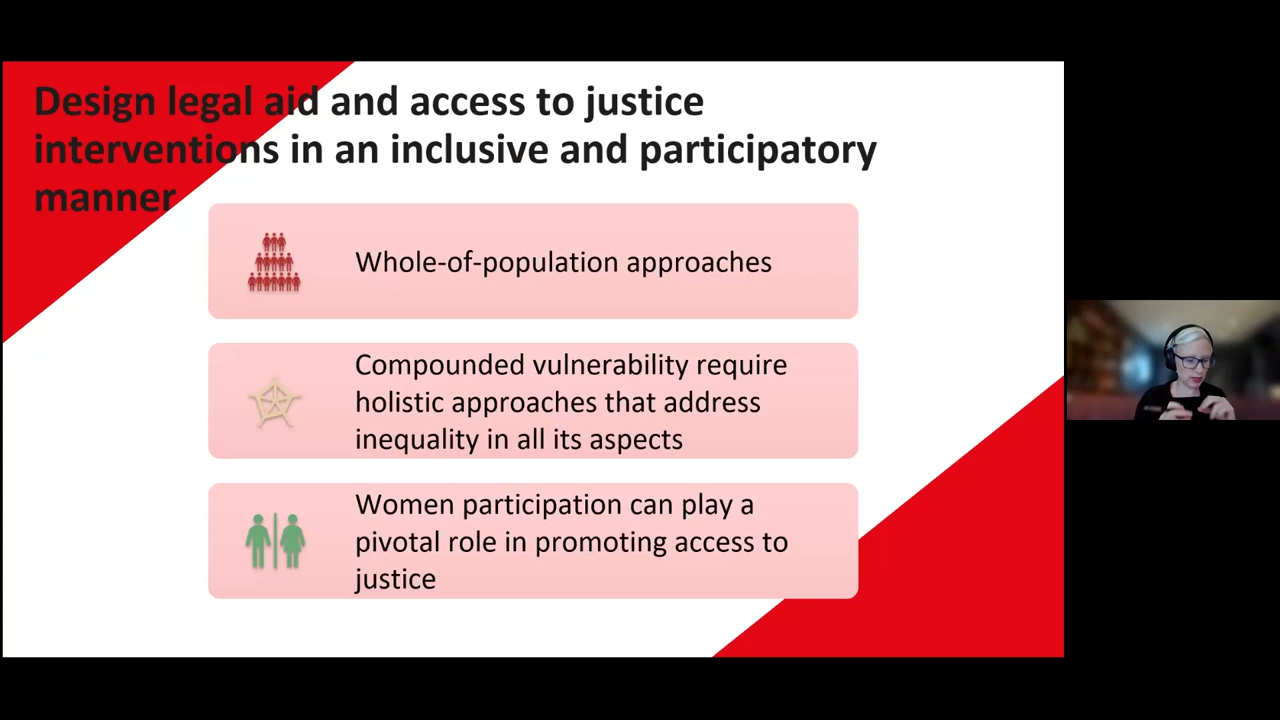 Design legal aid and access to justice
interventions in an inclusive and participatory
manner
Whole-of-population approaches
Compounded vulnerability require
holistic approaches that address
inequality in all its aspects
Women participation can play a
pivotal role in promoting access to
justice